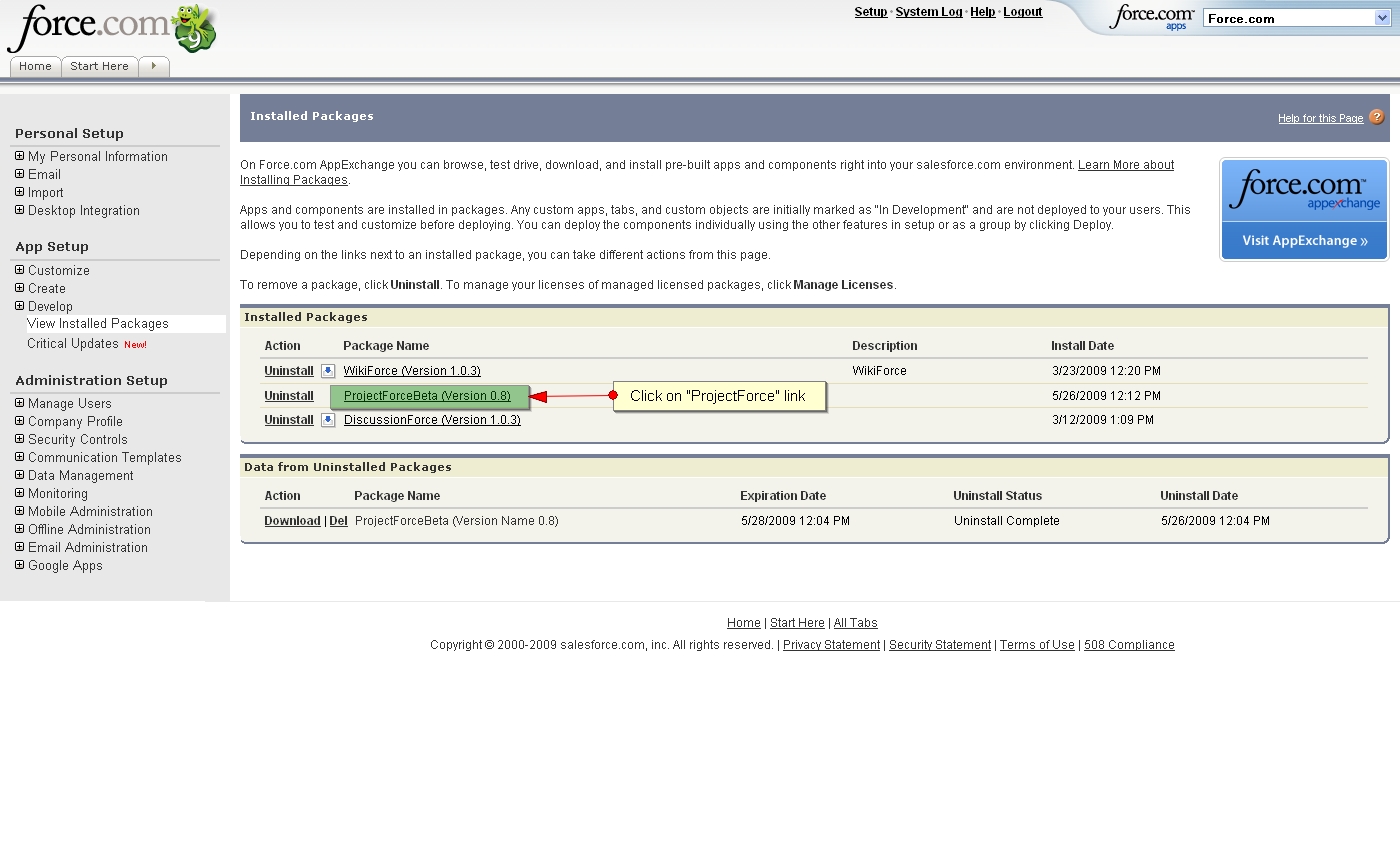 force.com 9
Setup · System Log · Help · Logout
force.com apps
Force.com
Home
Start Here
Personal Setup
My Personal Information
Email
Import
Desktop Integration
App Setup
Customize
Create
Develop
View Installed Packages
Critical Updates New!
Administration Setup
Manage Users
Company Profile
Security Controls
Communication Templates
Data Management
Monitoring
Mobile Administration
Offline Administration
Email Administration
Google Apps
Installed Packages
Help for this Page ?
On Force.com AppExchange you can browse, test drive, download, and install pre-built apps and components right into your salesforce.com environment. Learn More about
Installing Packages.
Apps and components are installed in packages. Any custom apps, tabs, and custom objects are initially marked as "In Development" and are not deployed to your users. This
allows you to test and customize before deploying. You can deploy the components individually using the other features in setup or as a group by clicking Deploy.
Depending on the links next to an installed package, you can take different actions from this page.
To remove a package, click Uninstall. To manage your licenses of managed licensed packages, click Manage Licenses.
force.com™
appexchange
Visit AppExchange »
Installed Packages
Action Package Name Description Install Date
Uninstall WikiForce (Version 1.0.3) WikiForce 3/23/2009 12:20 PM
Uninstall ProjectForceBeta (Version 0.8) Click on "ProjectForce" link 5/26/2009 12:12 PM
Uninstall DiscussionForce (Version 1.0.3) 3/12/2009 1:09 PM
Data from Uninstalled Packages
Action Package Name Expiration Date Uninstall Status Uninstall Date
Download | Del ProjectForceBeta (Version Name 0.8) 5/28/2009 12:04 PM Uninstall Complete 5/26/2009 12:04 PM
Home | Start Here | All Tabs
Copyright © 2000-2009 salesforce.com, inc. All rights reserved. | Privacy Statement | Security Statement | Terms of Use | 508 Compliance